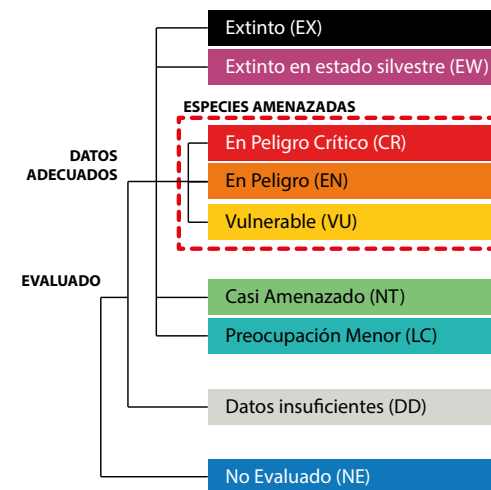 Extinto (EX)
Extinto en estado silvestre (EW)
ESPECIES AMENAZADAS
En Peligro Crítico (CR)
DATOS
ADECUADOS
En Peligro (EN)
Vulnerable (VU)
EVALUADO
Casi Amenazado (NT)
Preocupación Menor (LC)
Datos insuficientes (DD)
No Evaluado (NE)